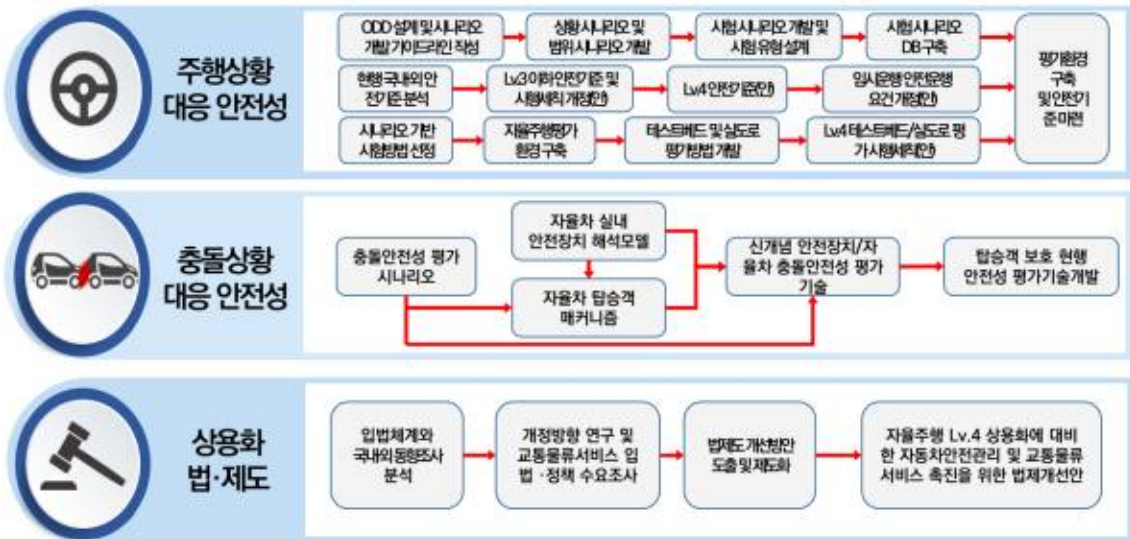 주행상황
대응 안전성
ODD 설계 및 시나리오
개발 가이드라인 작성
상황 시나리오 및
범위 시나리오 개발
시험 시나리오 개발 및
시험 유형 설계
시험 시나리오
DB 구축
현행 국내외 안
전기준 분석
Lv.3 이하 안전기준 및
시험세칙 개정(안)
Lv.4 안전기준(안)
임시운행 안전운행
요건 개정(안)
시나리오 기반
시험방법 선정
자율주행평가
환경 구축
테스트베드 및 실도로
평가방법 개발
Lv.4 테스트베드/실도로 평
가 시험세칙(안)
평가환경
구축
및 안전기
준 마련
충돌상황
대응 안전성
충돌안전성 평가
시나리오
자율차 실내
안전장치 해석모델
자율차 탑승객
매커니즘
신개념 안전장치/자
율차 충돌안전성 평가
기술
탑승객 보호 현행
안전성 평가기술개발
상용화
법·제도
입법체계와
국내외 동향조사
분석
개정방향 연구 및
교통물류서비스 입
법 ·정책 수요조사
법제도 개선방안
도출 및 제도화
자율주행 Lv.4 상용화에 대비
한 자동차안전관리 및 교통물류
서비스 촉진을 위한 법제개선안